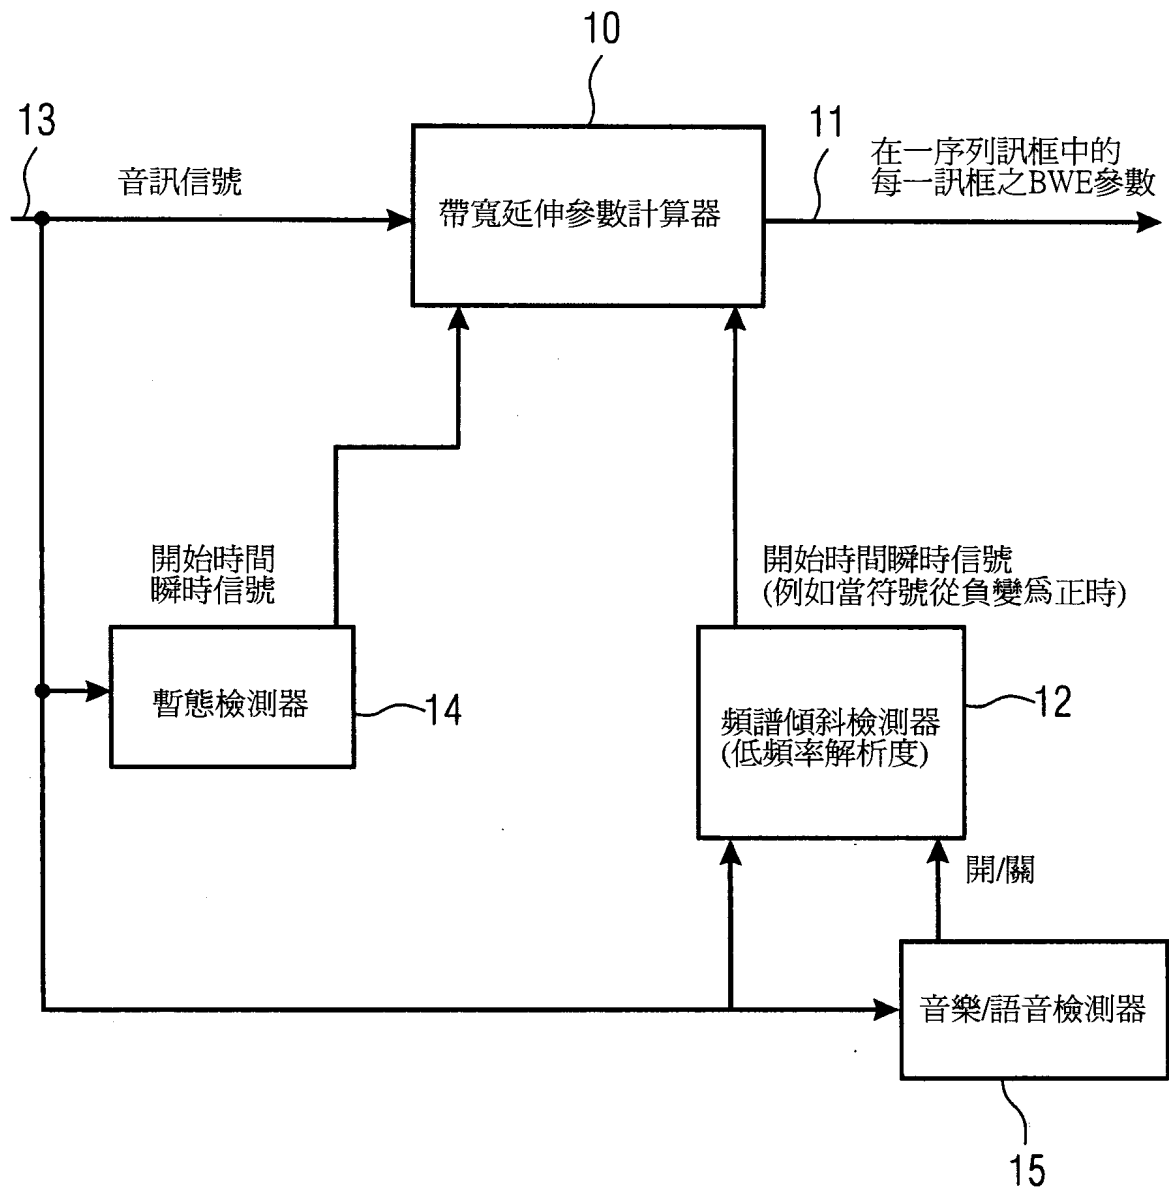 10
13
11
音訊信號
在一序列訊框中的
每一訊框之BWE參數
帶寬延伸參數計算器
開始時間
瞬時信號
開始時間瞬時信號
(例如當符號從負變爲正時)
暫態檢測器
14
12
頻譜傾斜檢測器
(低頻率解析度)
開/關
音樂/語音檢測器
15